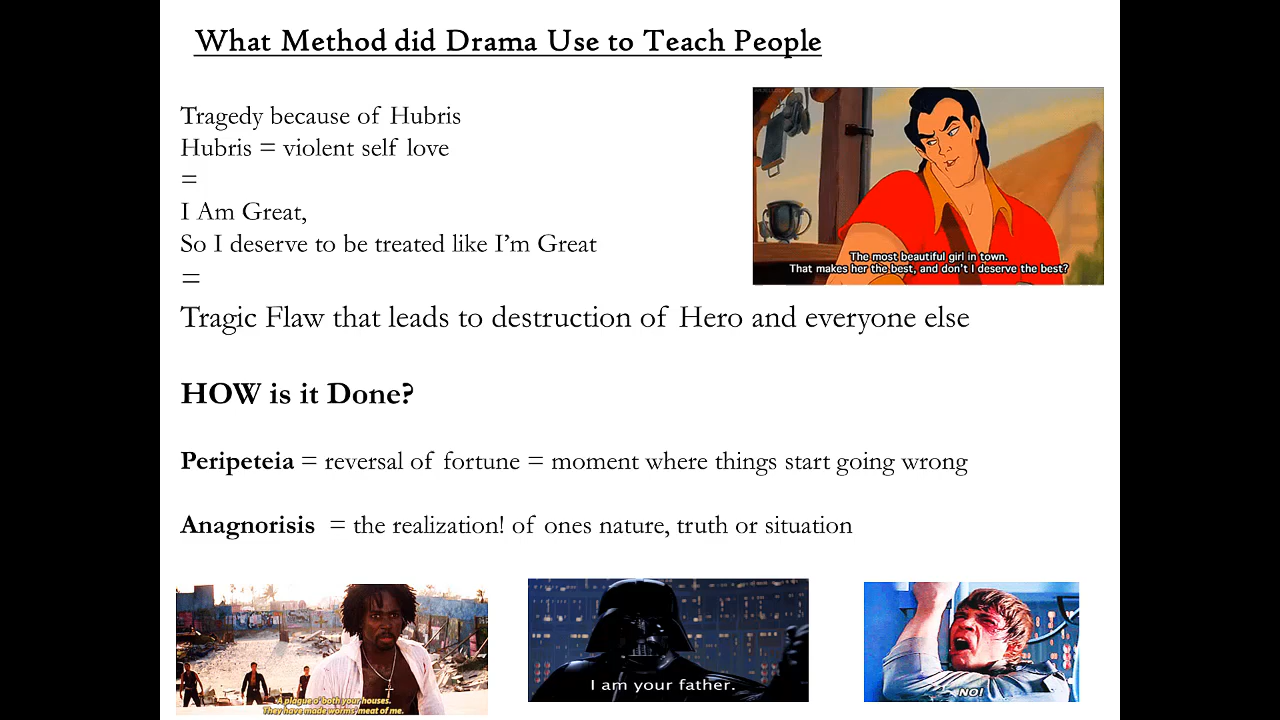 What Method did Drama Use to Teach People
Tragedy because of Hubris
Hubris = violent self love
=
I Am Great,
So I deserve to be treated like I'm Great
=
The most beautiful girl in town.
That makes her the best, and don't I deserve the best?
Tragic Flaw that leads to destruction of Hero and everyone else
HOW is it Done?
Peripeteia = reversal of fortune = moment where things start going wrong
Anagnorisis = the realization! of ones nature, truth or situation
A plague o' both your houses.
They have made worms' meat of me.
I am your father.
NO!